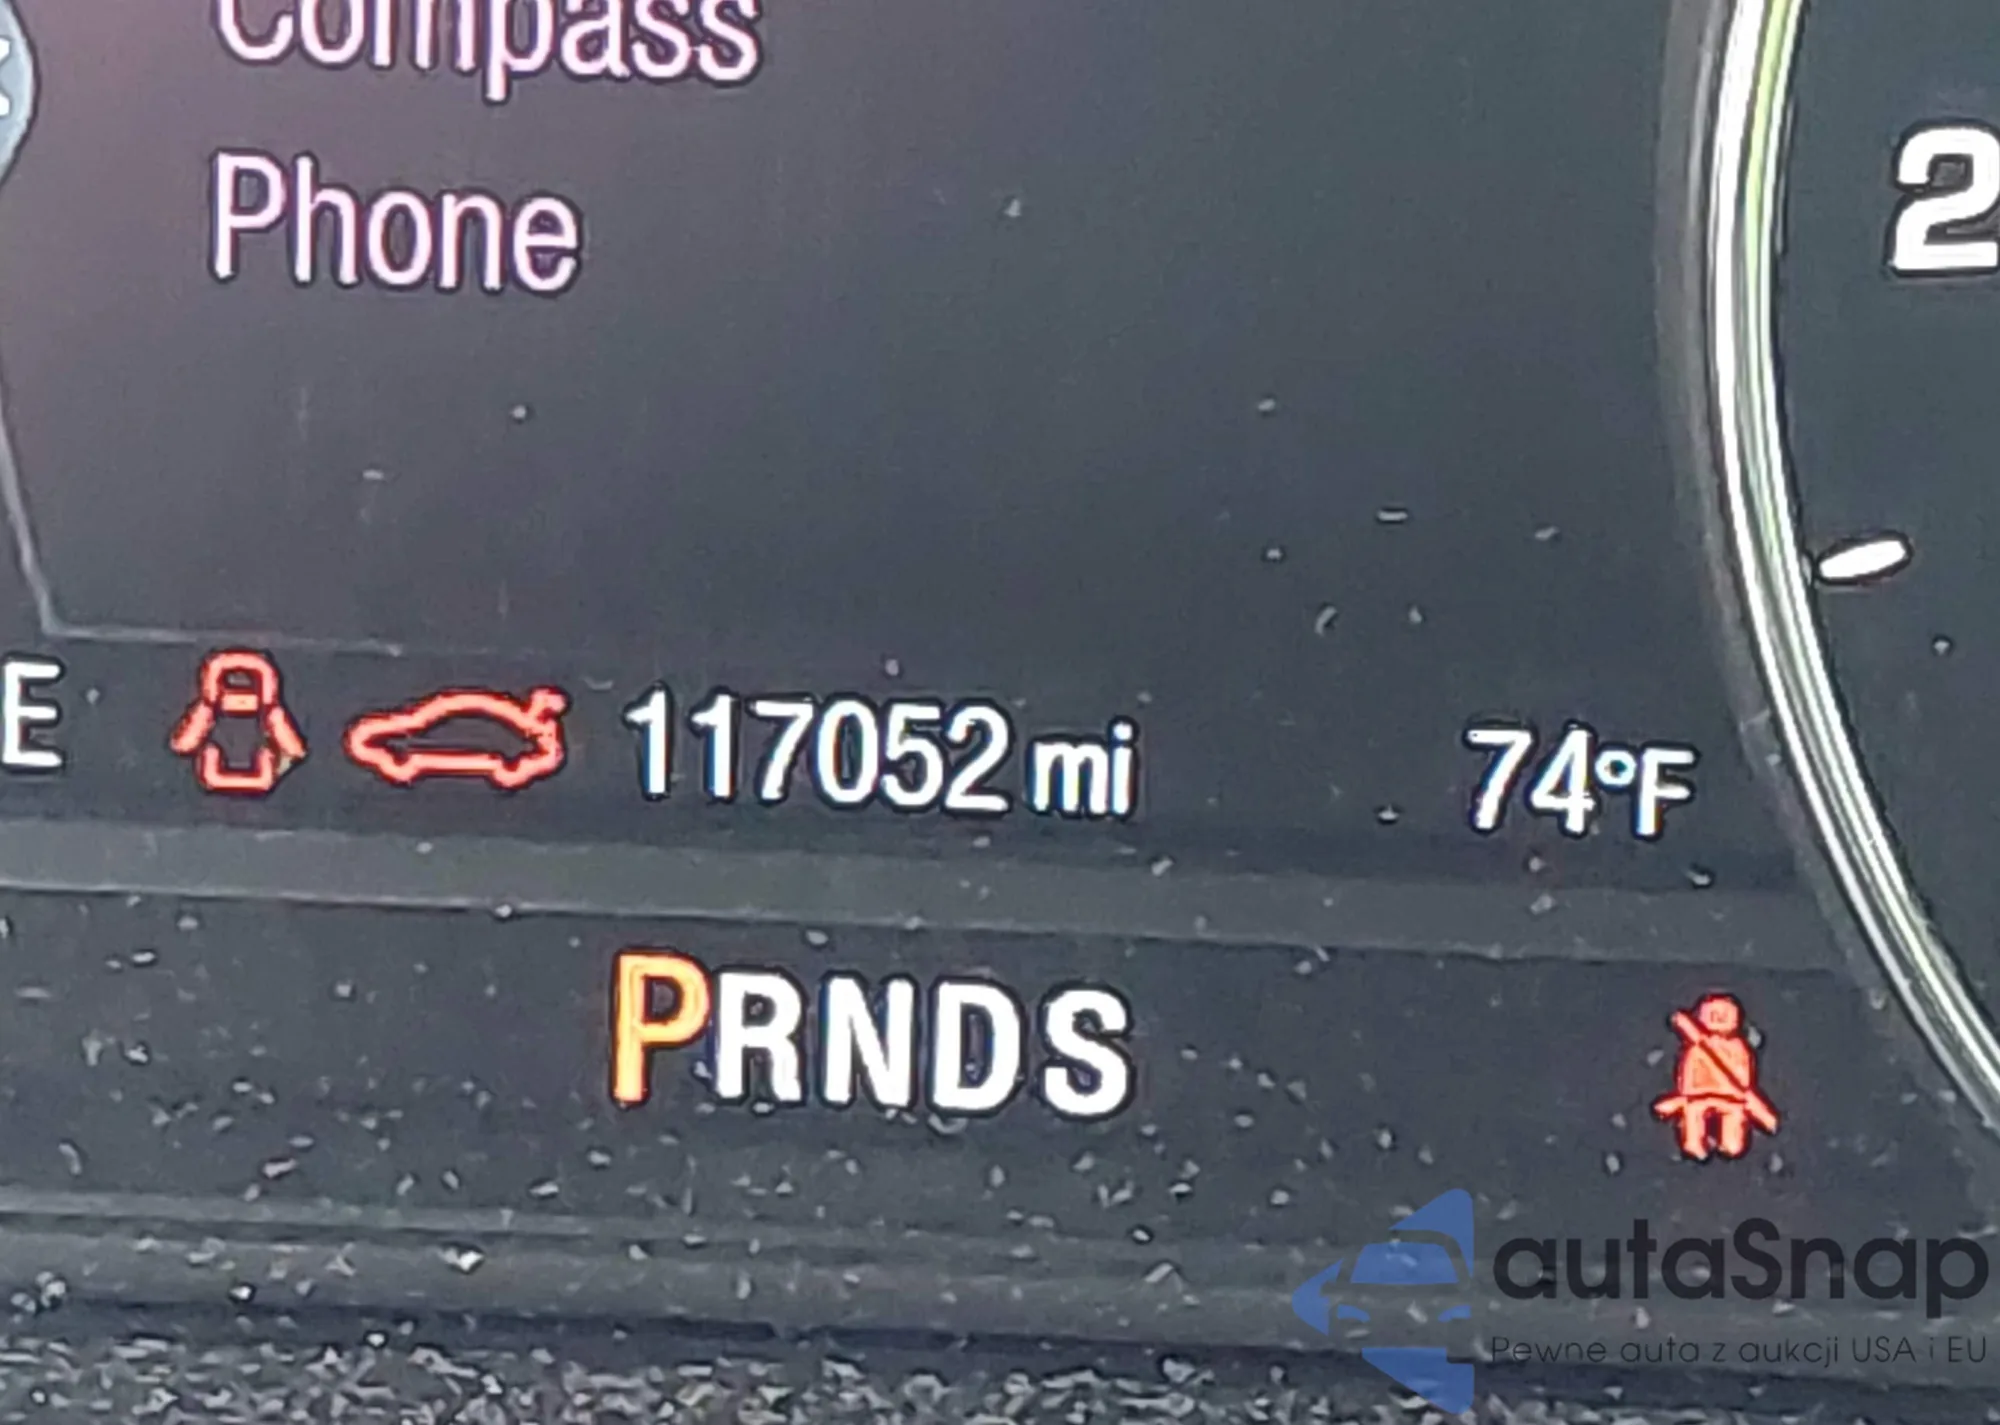 Compass
Phone
2
E 117052 mi 74°F
PRNDS
autaSnap
Pewne auta z aukcji USA i EU